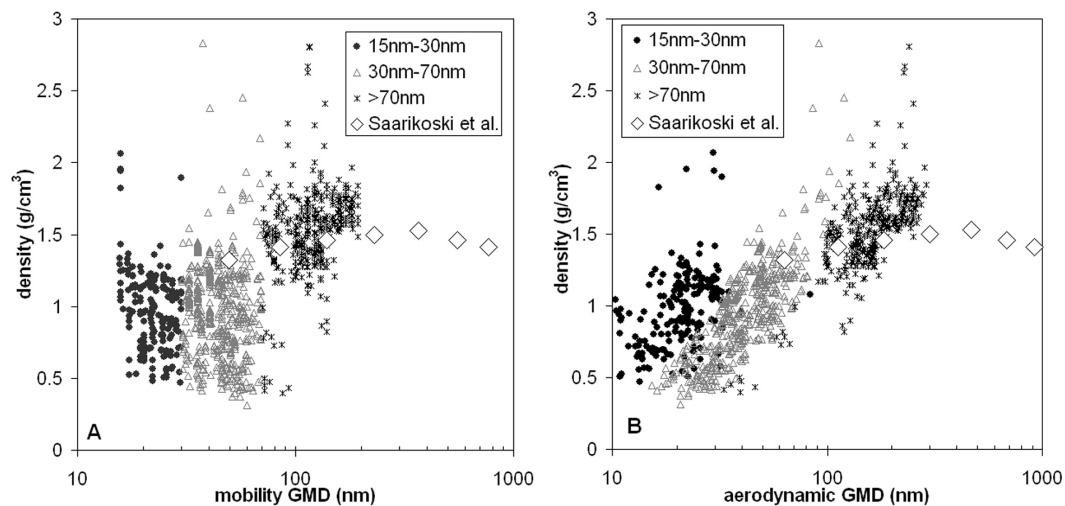 3
2.5
2
1.5
1
0.5
0
density (g/cm³)
15nm-30nm
30nm-70nm
>70nm
Saarikoski et al.
A
10
100
1000
mobility GMD (nm)
3
2.5
2
1.5
1
0.5
0
density (g/cm³)
15nm-30nm
30nm-70nm
>70nm
Saarikoski et al.
B
10
100
1000
aerodynamic GMD (nm)